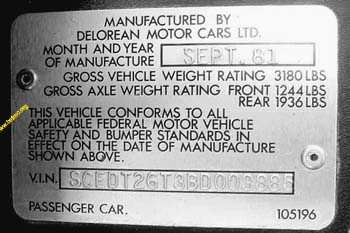 MANUFACTURED BY
DELOREAN MOTOR CARS LTD.
MONTH AND YEAR
OF MANUFACTURE SEPT. 81
GROSS VEHICLE WEIGHT RATING 3180 LBS
GROSS AXLE WEIGHT RATING FRONT 1244 LBS
REAR 1936 LBS
THIS VEHICLE CONFORMS TO ALL
APPLICABLE FEDERAL MOTOR VEHICLE
SAFETY AND BUMPER STANDARDS IN
EFFECT ON THE DATE OF MANUFACTURE
SHOWN ABOVE.
V.I.N.
PASSENGER CAR. 105196